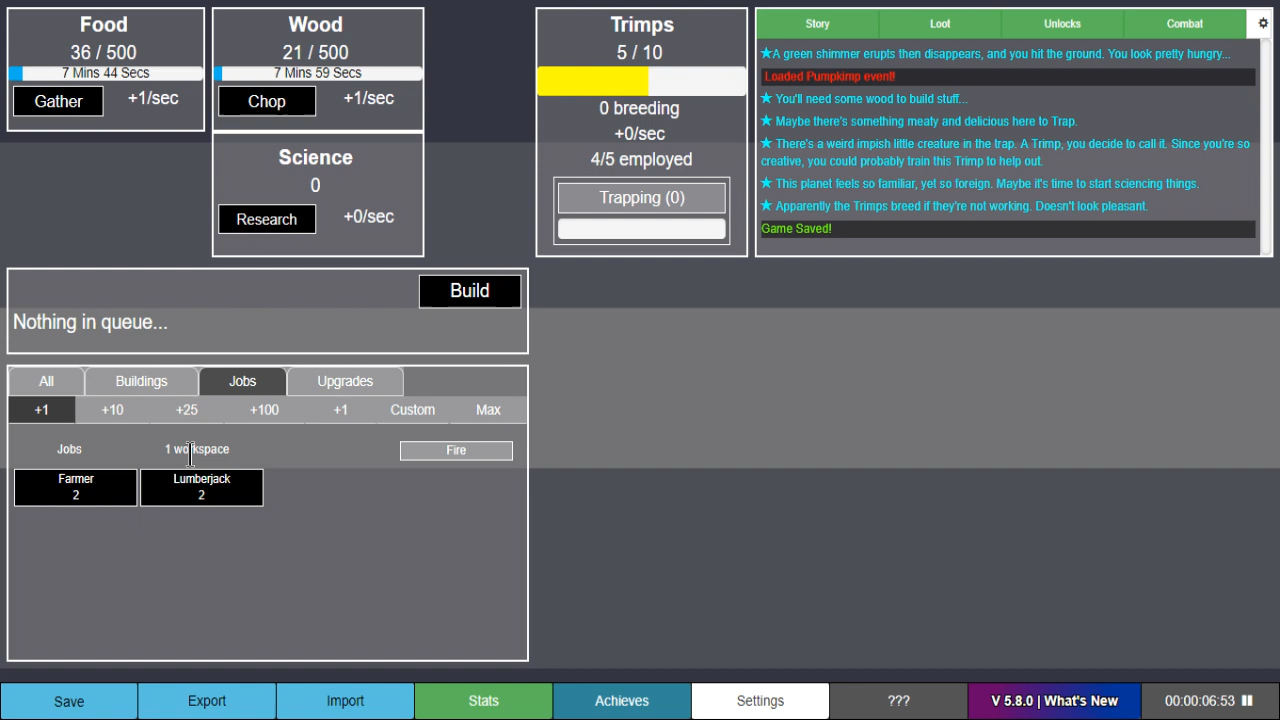 Food
36 / 500
7 Mins 44 Secs
Gather
+1/sec
Wood
21 / 500
7 Mins 59 Secs
Chop
+1/sec
Science
0
Research
+0/sec
Trimps
5 / 10
0 breeding
+0/sec
4/5 employed
Trapping (0)
Story
Loot
Unlocks
Combat
★A green shimmer erupts then disappears, and you hit the ground. You look pretty hungry...
Loaded Pumpkimp event!
★ You'll need some wood to build stuff...
★ Maybe there's something meaty and delicious here to Trap.
★ There's a weird impish little creature in the trap. A Trimp, you decide to call it. Since you're so
creative, you could probably train this Trimp to help out.
★ This planet feels so familiar, yet so foreign. Maybe it's time to start sciencing things.
★ Apparently the Trimps breed if they're not working. Doesn't look pleasant.
Game Saved!
Build
Nothing in queue...
All
Buildings
Jobs
Upgrades
+1
+10
+25
+100
+1
Custom
Max
Jobs
1 workspace
Fire
Farmer
2
Lumberjack
2
Save
Export
Import
Stats
Achieves
Settings
???
V 5.8.0 | What's New
00:00:06:53